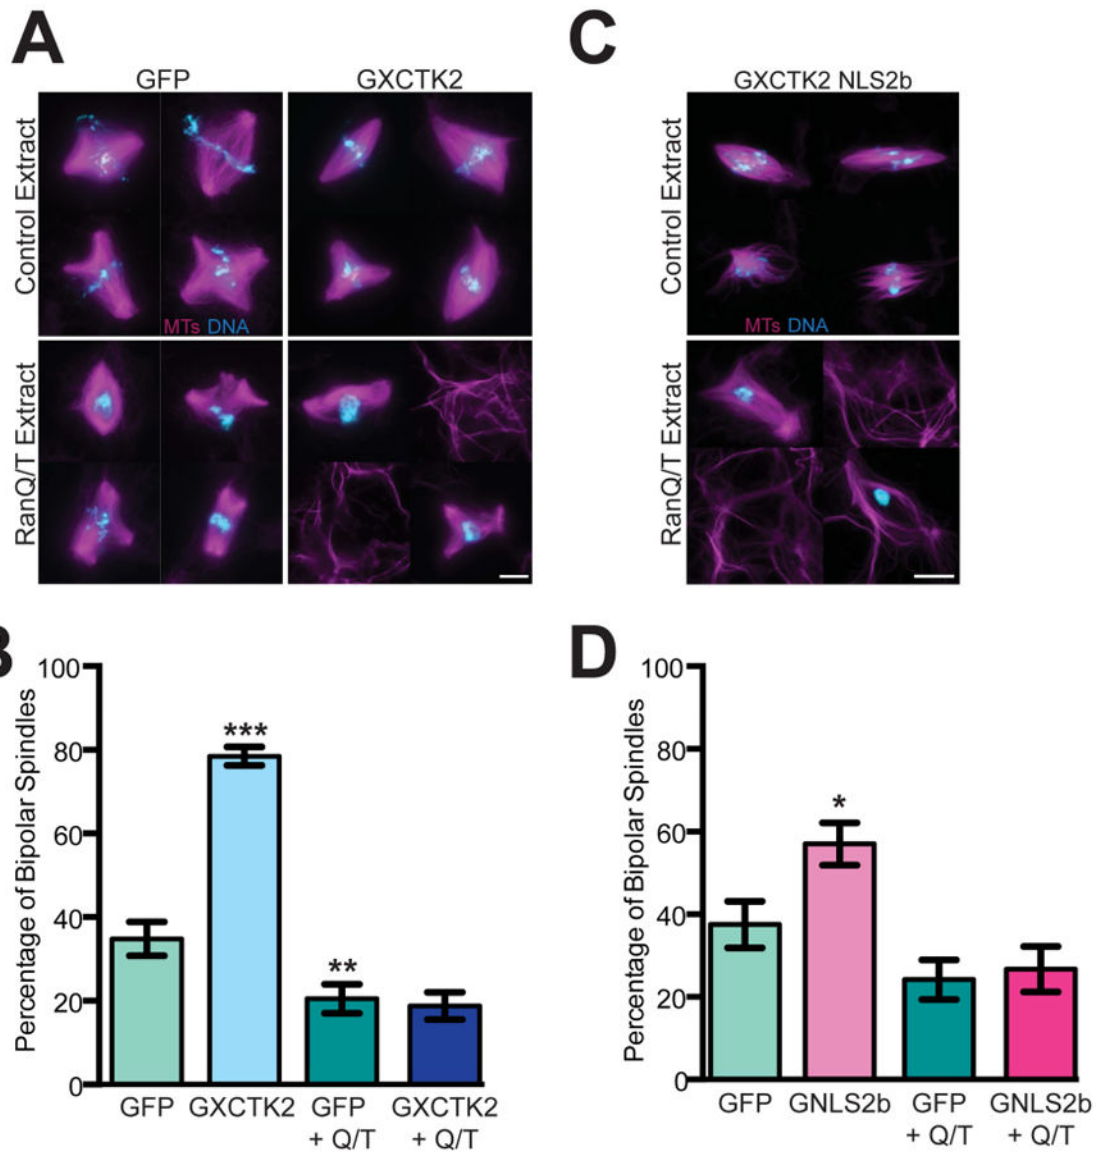 A
GFP
GXCTK2
Control Extract
MTs DNA
RanQ/T Extract
C
GXCTK2 NLS2b
Control Extract
MTs DNA
RanQ/T Extract
B
Percentage of Bipolar Spindles
100
80
60
40
20
0
***
**
GFP
GXCTK2
GFP
+ Q/T
GXCTK2
+ Q/T
D
Percentage of Bipolar Spindles
100
80
60
40
20
0
*
GFP
GNLS2b
GFP
+ Q/T
GNLS2b
+ Q/T